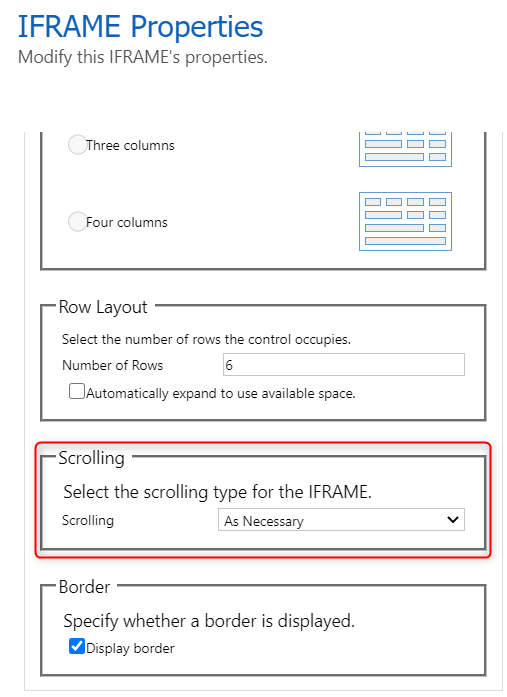 IFRAME Properties
Modify this IFRAME's properties.
Three columns
Four columns
Row Layout
Select the number of rows the control occupies.
Number of Rows 6
Automatically expand to use available space.
Scrolling
Select the scrolling type for the IFRAME.
Scrolling As Necessary
Border
Specify whether a border is displayed.
Display border